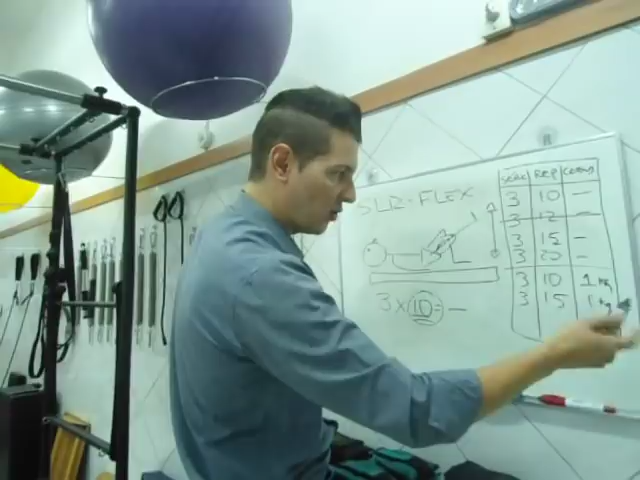 SLR-FLEX
3 x 10 = —
SERIE REP CARGA
3 10 —
3 12 —
3 15 —
3 20 —
3 10 1 kg
3 15 1 kg